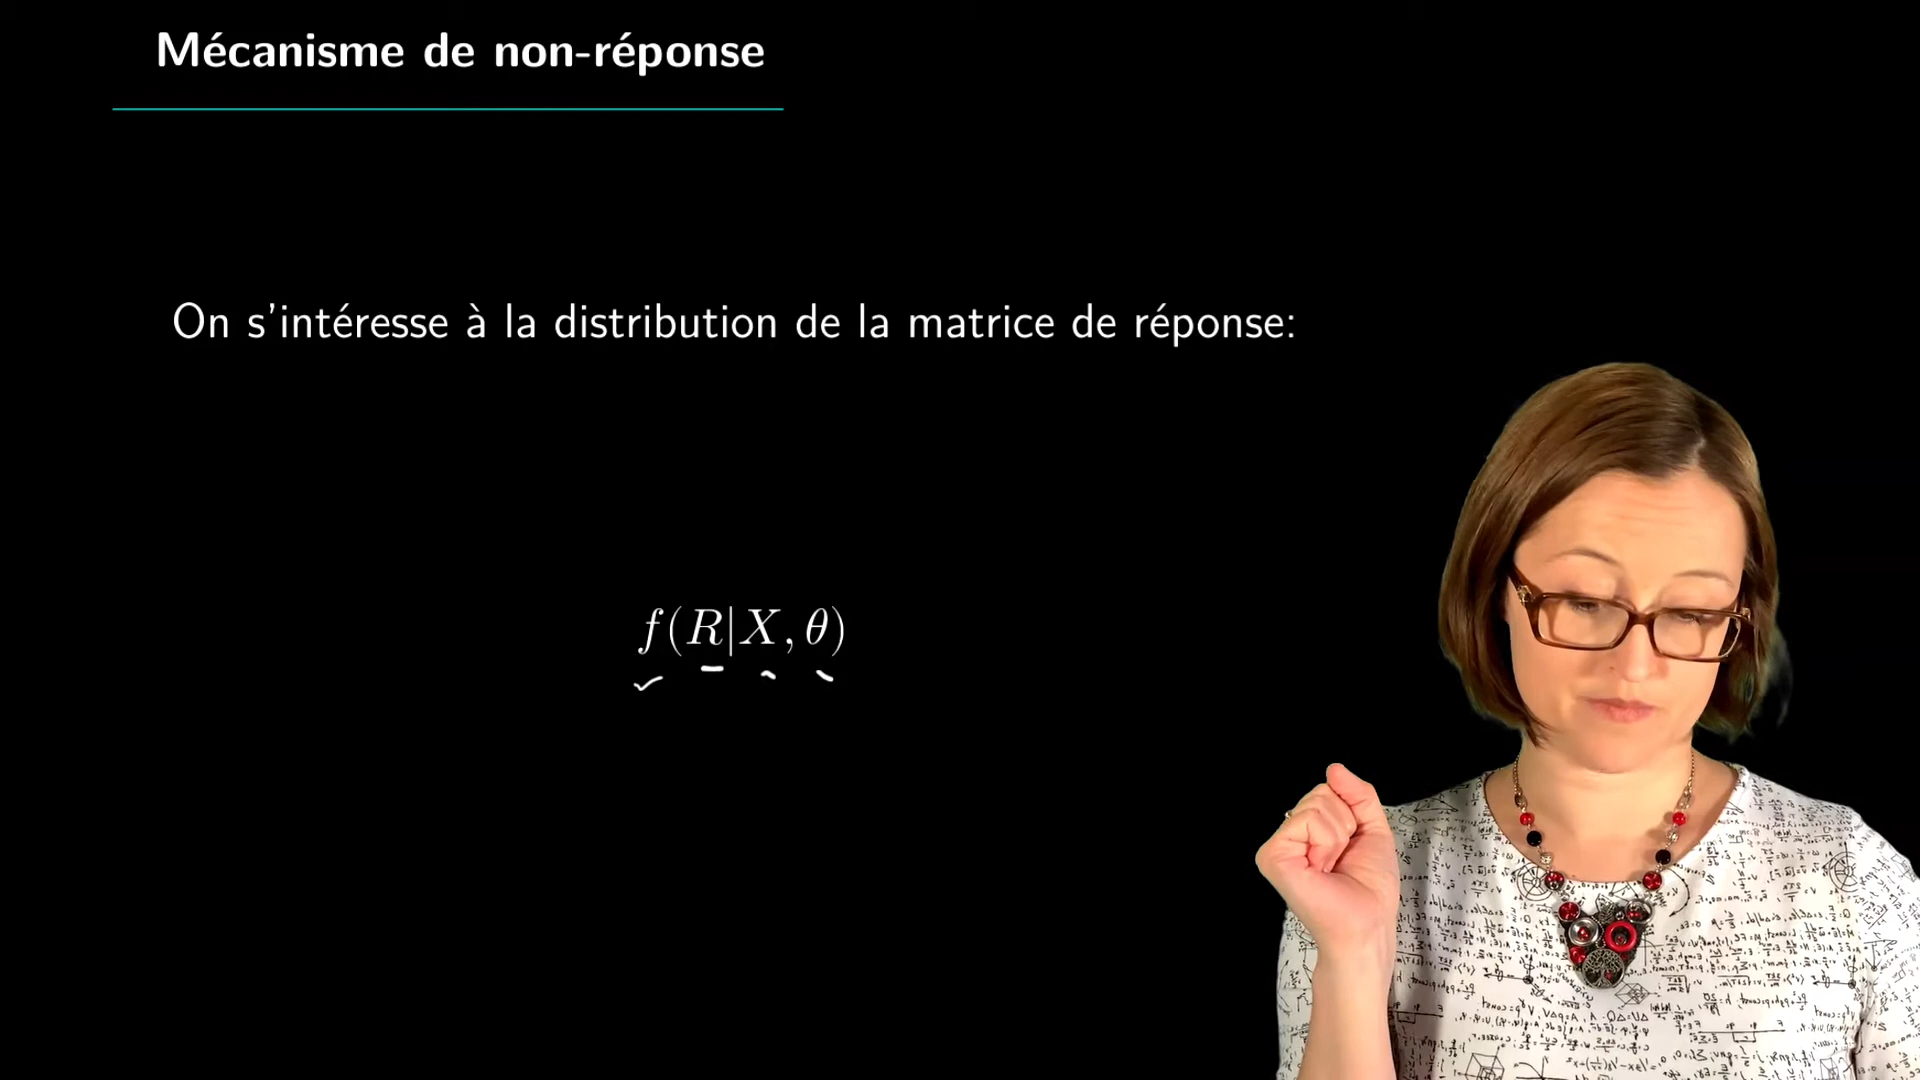 Mécanisme de non-réponse
On s'intéresse à la distribution de la matrice de réponse:
f(R|X, θ)